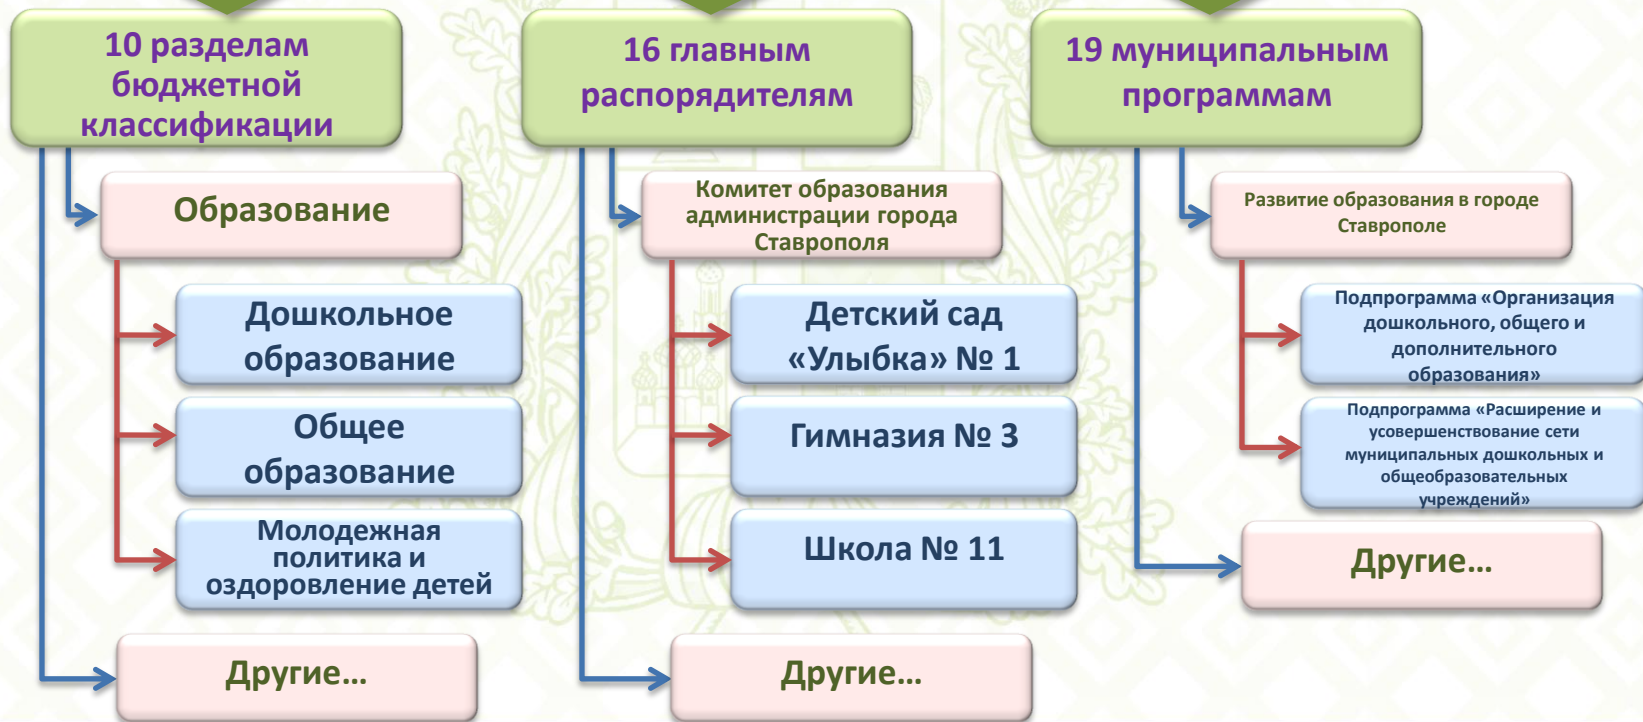 10 разделам
бюджетной
классификации
Образование
Дошкольное
образование
Общее
образование
Молодежная
политика и
оздоровление детей
Другие...
16 главным
распорядителям
Комитет образования
администрации города
Ставрополя
Детский сад
«Улыбка» № 1
Гимназия № 3
Школа № 11
Другие...
19 муниципальным
программам
Развитие образования в городе
Ставрополе
Подпрограмма «Организация
дошкольного, общего и
дополнительного
образования»
Подпрограмма «Расширение и
усовершенствование сети
муниципальных дошкольных и
общеобразовательных
учреждений»
Другие...